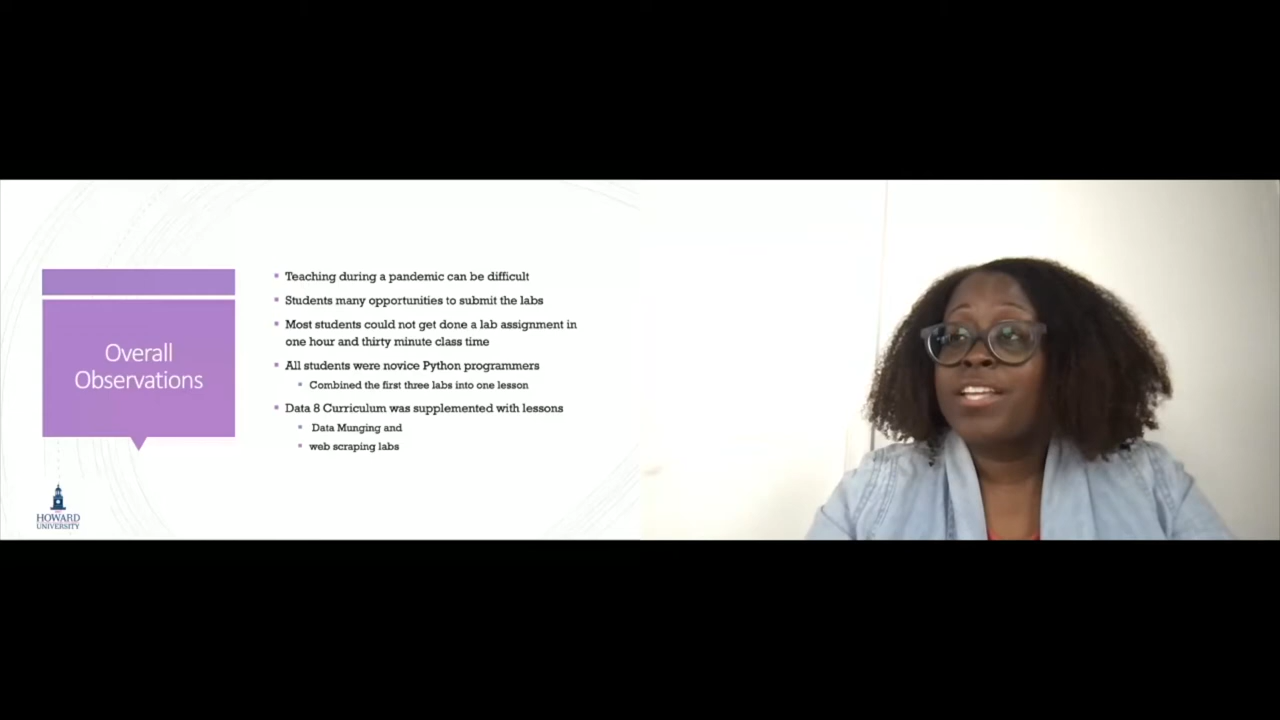 Overall
Observations
Teaching during a pandemic can be difficult
Students many opportunities to submit the labs
Most students could not get done a lab assignment in
one hour and thirty minute class time
All students were novice Python programmers
Combined the first three labs into one lesson
Data 8 Curriculum was supplemented with lessons
Data Munging and
web scraping labs
HOWARD
UNIVERSITY